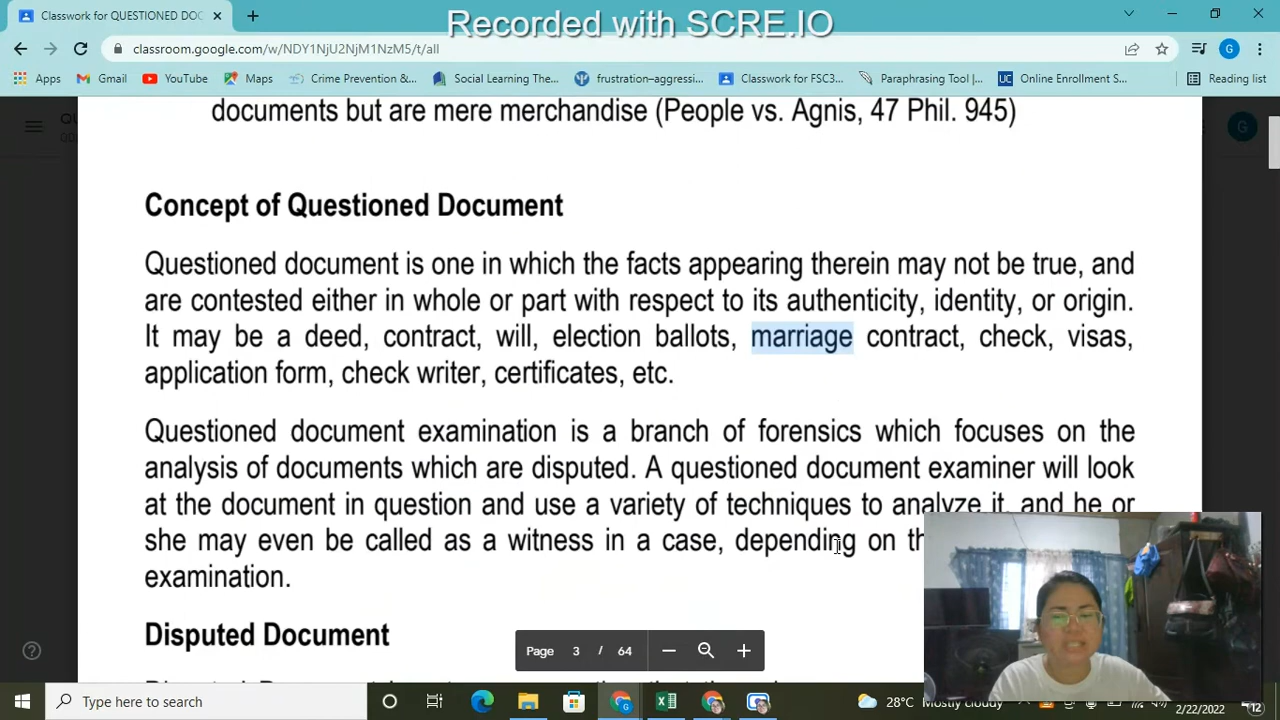 Classwork for QUESTIONED DOC
Recorded with SCRE.IO
classroom.google.com/w/NDY1NjU2NjM1NzM5/t/all
Apps Gmail YouTube Maps Crime Prevention &... Social Learning The... frustration–aggressi... Classwork for FSC3... Paraphrasing Tool |... Online Enrollment S... Reading list
documents but are mere merchandise (People vs. Agnis, 47 Phil. 945)
G
Concept of Questioned Document
Questioned document is one in which the facts appearing therein may not be true, and
are contested either in whole or part with respect to its authenticity, identity, or origin.
It may be a deed, contract, will, election ballots, marriage contract, check, visas,
application form, check writer, certificates, etc.
Questioned document examination is a branch of forensics which focuses on the
analysis of documents which are disputed. A questioned document examiner will look
at the document in question and use a variety of techniques to analyze it, and he or
she may even be called as a witness in a case, depending on
examination.
Disputed Document
Page 3 / 64
Type here to search
28°C Mostly cloudy
2/22/2022
12